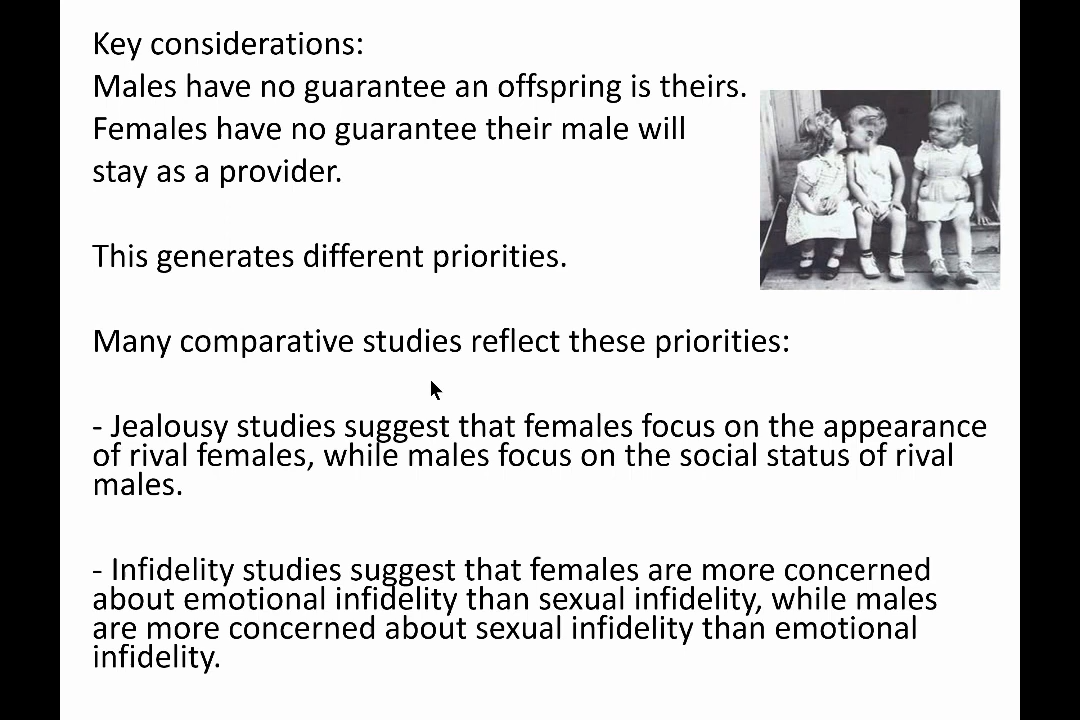 Key considerations:
Males have no guarantee an offspring is theirs.
Females have no guarantee their male will
stay as a provider.
This generates different priorities.
Many comparative studies reflect these priorities:
- Jealousy studies suggest that females focus on the appearance
of rival females, while males focus on the social status of rival
males.
- Infidelity studies suggest that females are more concerned
about emotional infidelity than sexual infidelity, while males
are more concerned about sexual infidelity than emotional
infidelity.